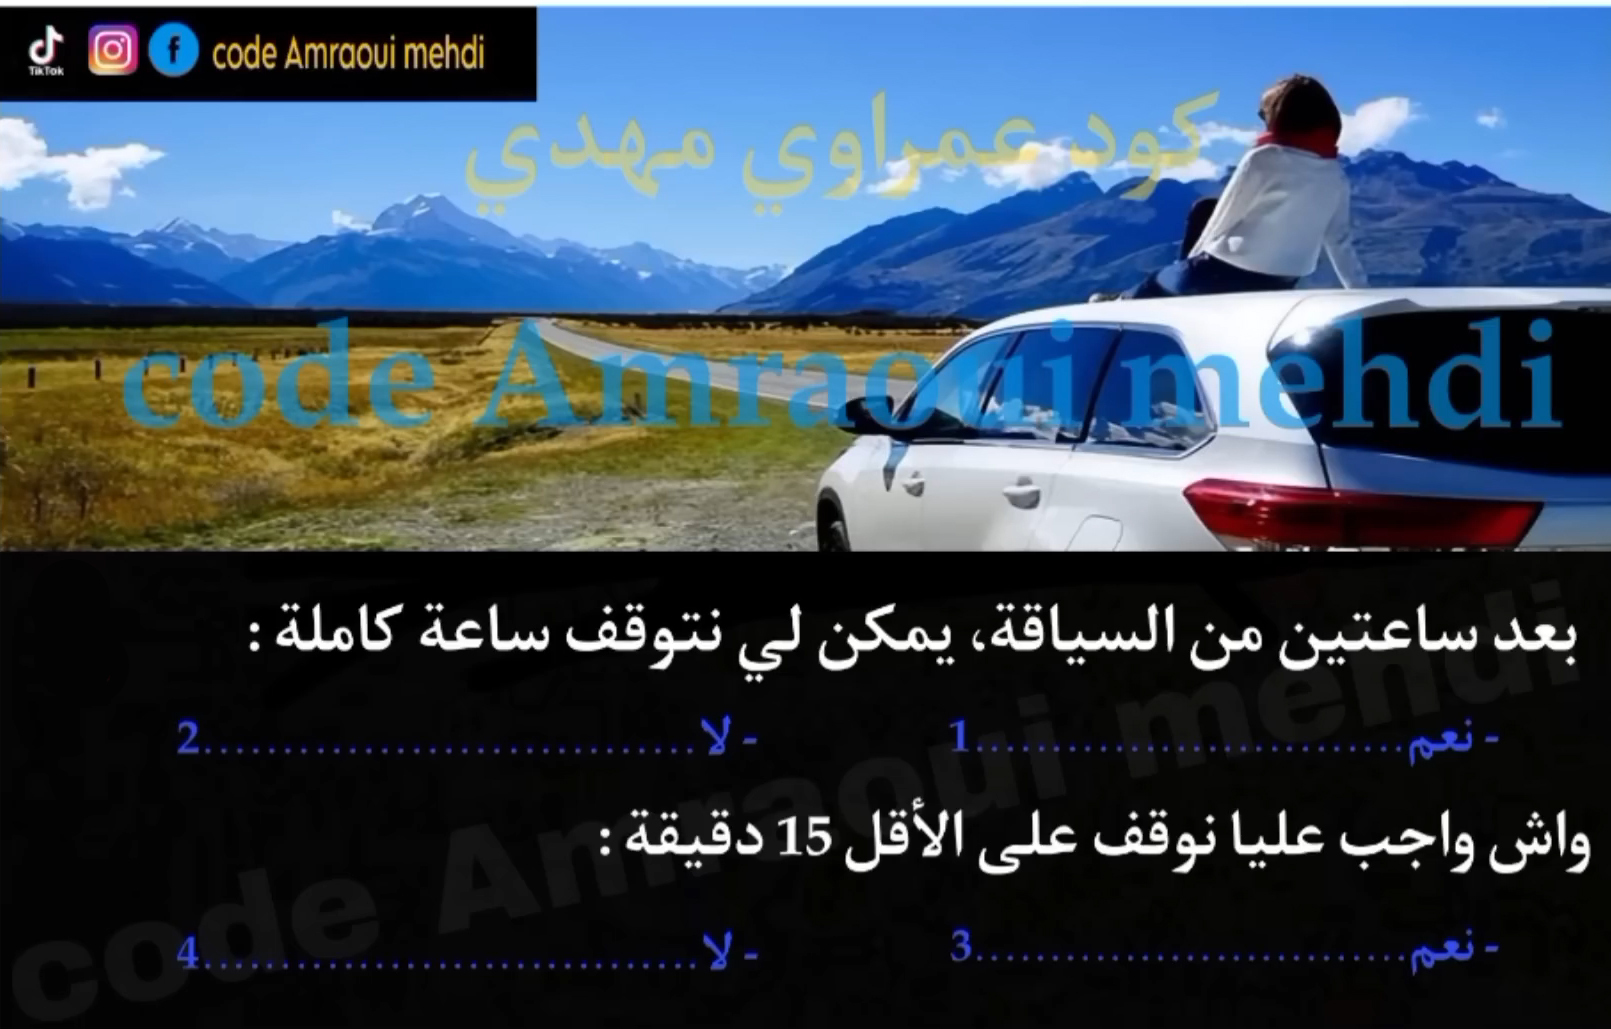 TikTok
code Amraoui mehdi
كود عمراوي مهدي
code Amraoui mehdi
بعد ساعتين من السياقة، يمكن لي نتوقف ساعة كاملة :
- نعم............................1 - لا................................2
واش واجب عليا نوقف على الأقل 15 دقيقة :
- نعم............................3 - لا................................4
code Amraoui mehdi